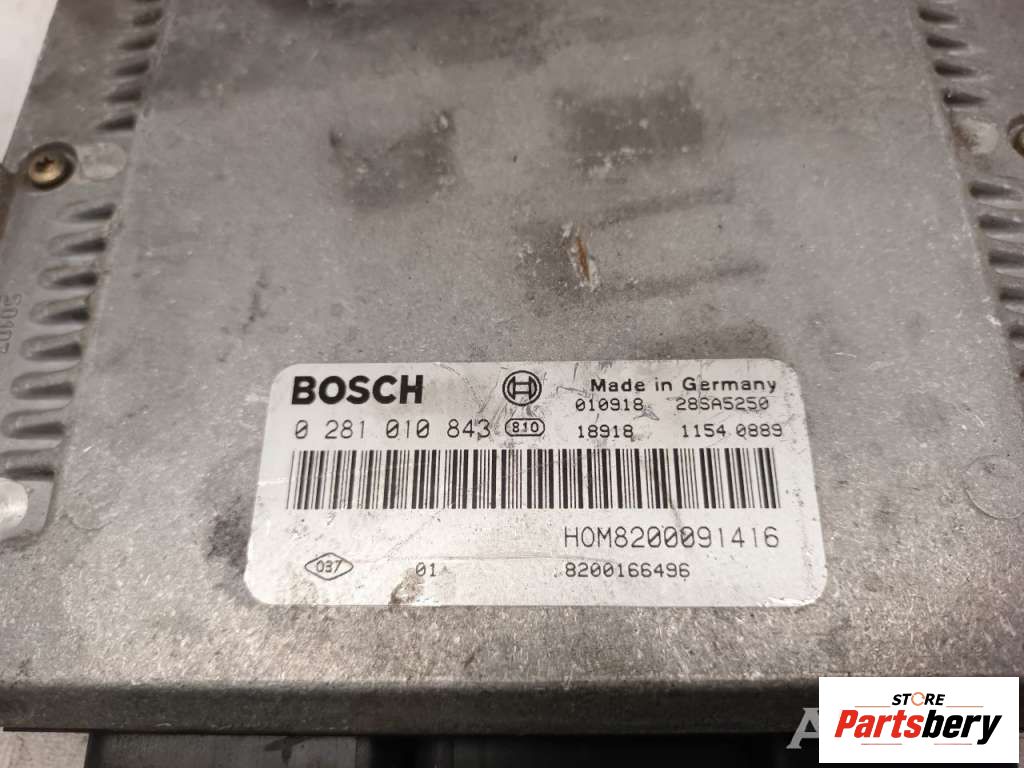 BOSCH
Made in Germany
010918 28SA5250
0 281 010 843 810
18918 1154 0889
HOM8200091416
037 01 8200166496
STORE
Partsbery